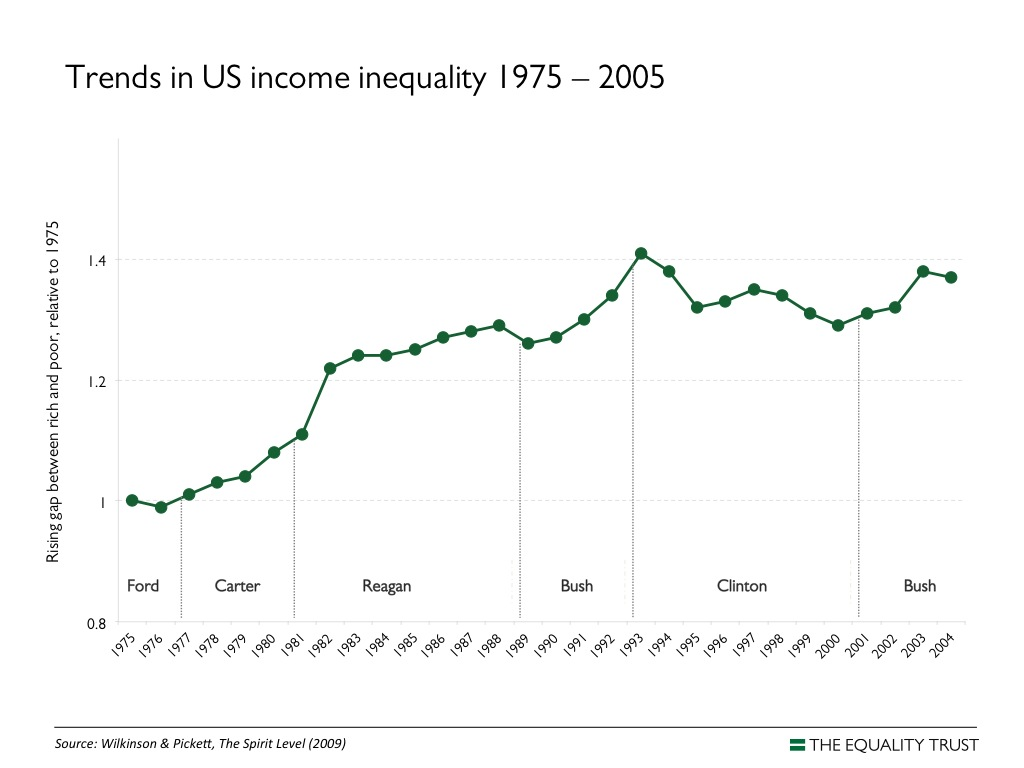 Trends in US income inequality 1975 – 2005
Rising gap between rich and poor, relative to 1975
1.4
1.2
1
0.8
Ford Carter Reagan Bush Clinton Bush
1975 1976 1977 1978 1979 1980 1981 1982 1983 1984 1985 1986 1987 1988 1989 1990 1991 1992 1993 1994 1995 1996 1997 1998 1999 2000 2001 2002 2003 2004
Source: Wilkinson & Pickett, The Spirit Level (2009)
THE EQUALITY TRUST